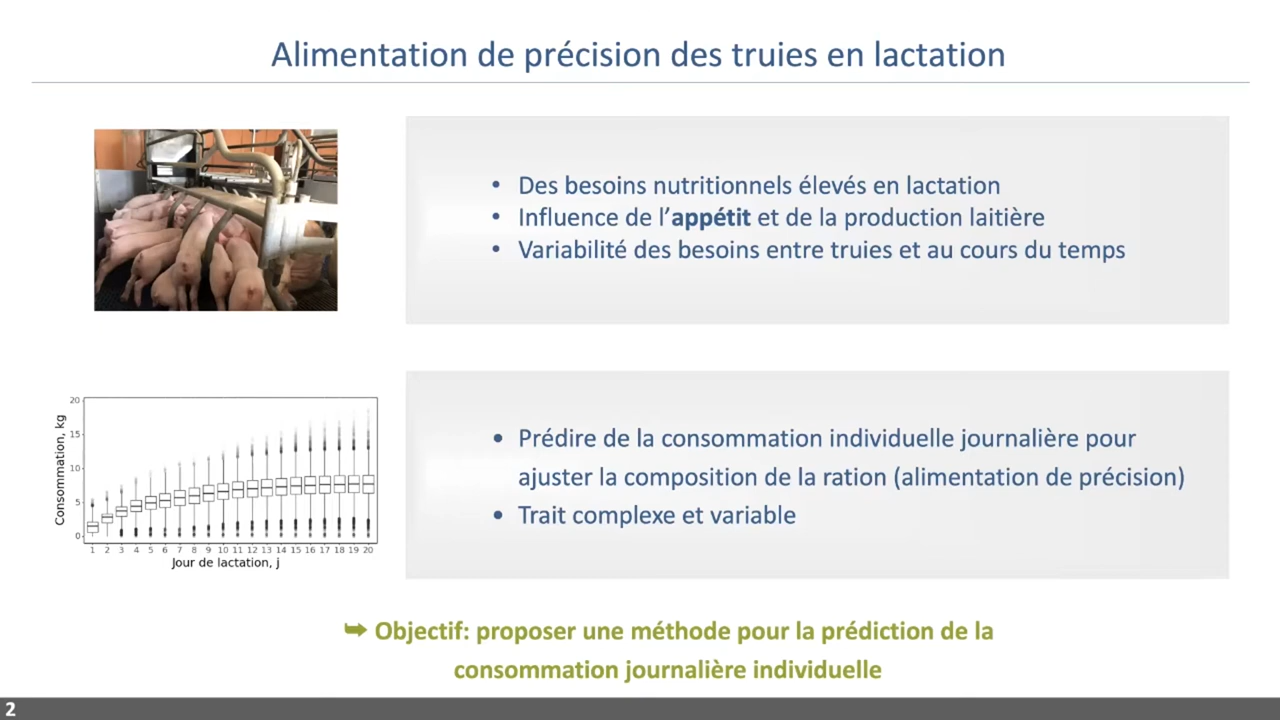 Alimentation de précision des truies en lactation
• Des besoins nutritionnels élevés en lactation
• Influence de l’appétit et de la production laitière
• Variabilité des besoins entre truies et au cours du temps
Consommation, kg
20
15
10
5
0
1 2 3 4 5 6 7 8 9 10 11 12 13 14 15 16 17 18 19 20
Jour de lactation, j
• Prédire de la consommation individuelle journalière pour
ajuster la composition de la ration (alimentation de précision)
• Trait complexe et variable
➥ Objectif: proposer une méthode pour la prédiction de la
consommation journalière individuelle
2